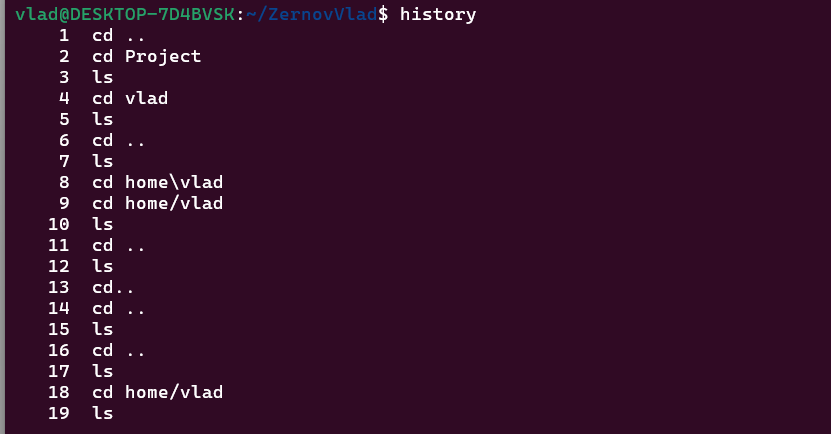 vlad@DESKTOP-7D4BVSK:~/ZernovVlad$ history
1 cd ..
2 cd Project
3 ls
4 cd vlad
5 ls
6 cd ..
7 ls
8 cd home\vlad
9 cd home/vlad
10 ls
11 cd ..
12 ls
13 cd..
14 cd ..
15 ls
16 cd ..
17 ls
18 cd home/vlad
19 ls